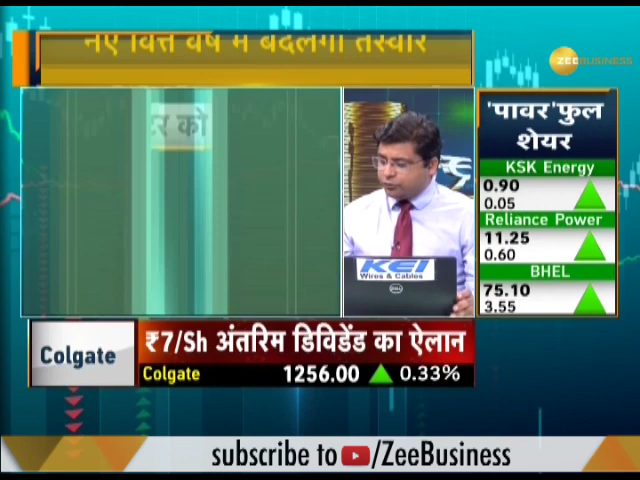 नए वित्त वर्ष में बदलेगी तस्वीर
ZEEBUSINESS
को
'पावर'फुल
शेयर
KSK Energy
0.90
0.05
Reliance Power
11.25
0.60
BHEL
75.10
3.55
KEI
Wires & Cables
DELL
Colgate
₹7/Sh अंतरिम डिविडेंड का ऐलान
Colgate 1256.00 0.33%
subscribe to /ZeeBusiness